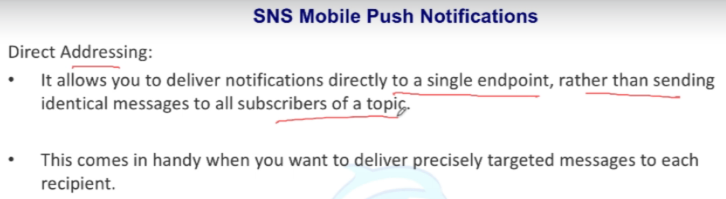 SNS Mobile Push Notifications
Direct Addressing:
• It allows you to deliver notifications directly to a single endpoint, rather than sending
identical messages to all subscribers of a topic.
• This comes in handy when you want to deliver precisely targeted messages to each
recipient.